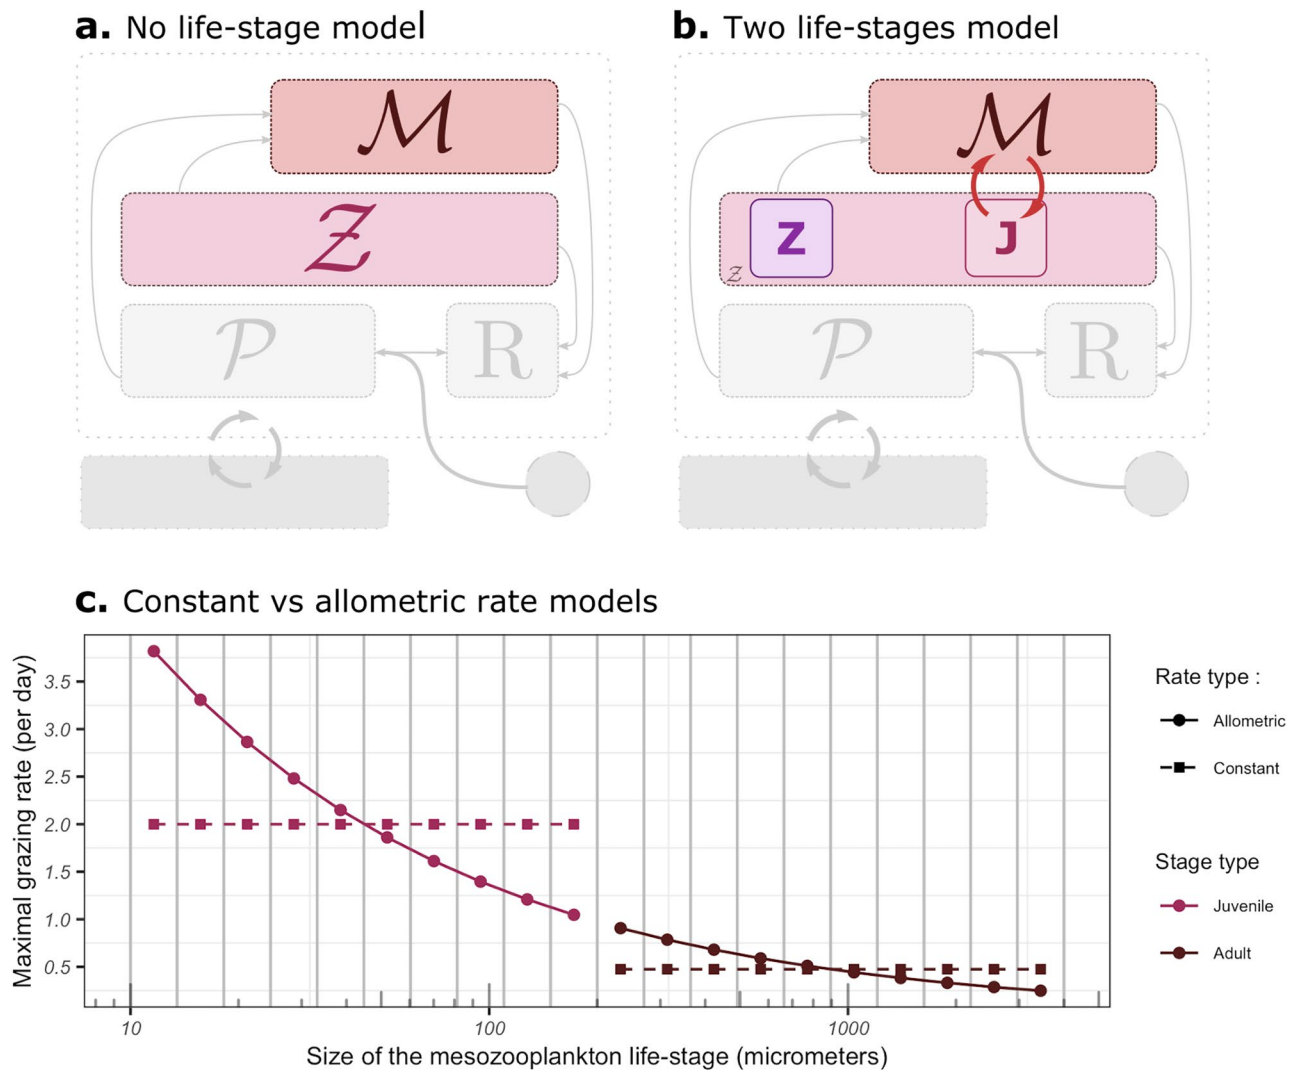 a. No life-stage model
b. Two life-stages model
ℳ
𝒵
𝒫
R
ℳ
Z
J
𝒵
𝒫
R
c. Constant vs allometric rate models
Maximal grazing rate (per day)
3.5
3.0
2.5
2.0
1.5
1.0
0.5
10
100
1000
Size of the mesozooplankton life-stage (micrometers)
Rate type :
Allometric
Constant
Stage type
Juvenile
Adult